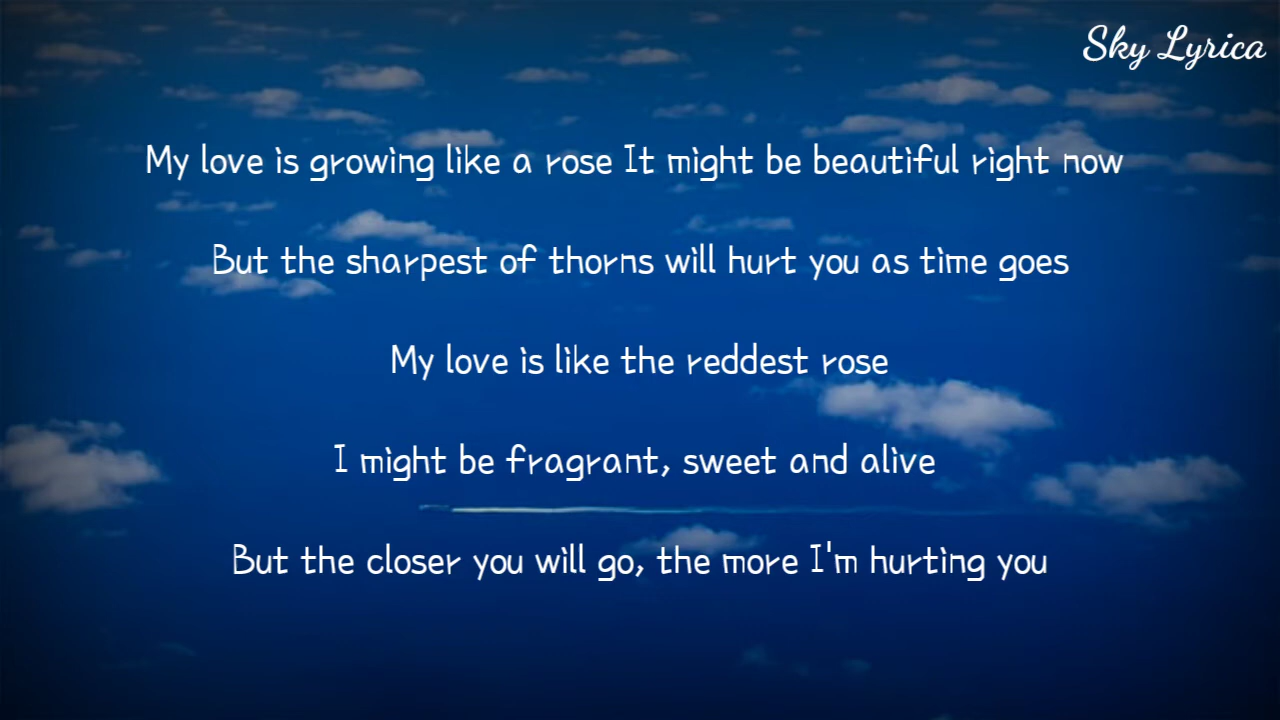 Sky Lyrica
My love is growing like a rose It might be beautiful right now
But the sharpest of thorns will hurt you as time goes
My love is like the reddest rose
I might be fragrant, sweet and alive
But the closer you will go, the more I'm hurting you